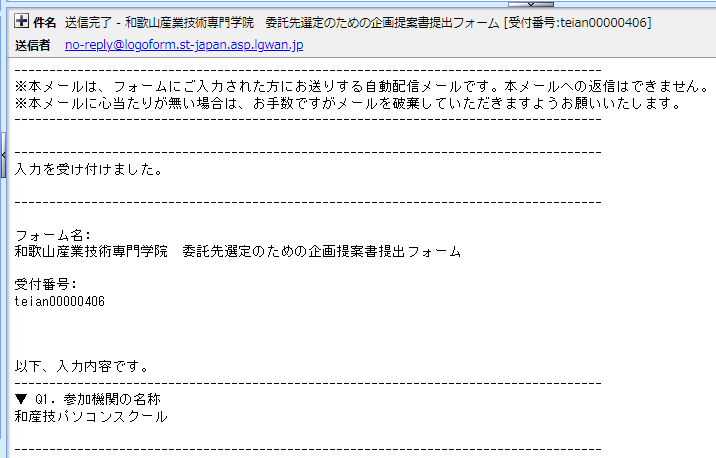 件名 送信完了 - 和歌山産業技術専門学院　委託先選定のための企画提案書提出フォーム [受付番号:teian00000406]
送信者 no-reply@logoform.st-japan.asp.lgwan.jp
----------------------------------------------------------------------
※本メールは、フォームにご入力された方にお送りする自動配信メールです。本メールへの返信はできません。
※本メールに心当たりが無い場合は、お手数ですがメールを破棄していただきますようお願いいたします。
----------------------------------------------------------------------
----------------------------------------------------------------------
入力を受け付けました。
----------------------------------------------------------------------
フォーム名:
和歌山産業技術専門学院　委託先選定のための企画提案書提出フォーム
受付番号:
teian00000406
以下、入力内容です。
----------------------------------------------------------------------
▼ Q1. 参加機関の名称
和産技パソコンスクール
----------------------------------------------------------------------